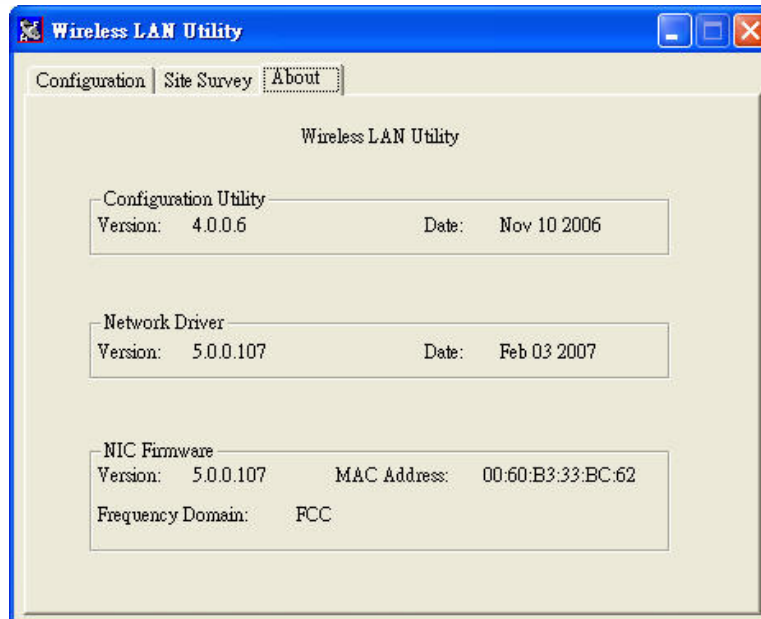 Wireless LAN Utility
Configuration Site Survey About
Wireless LAN Utility
Configuration Utility
Version: 4.0.0.6 Date: Nov 10 2006
Network Driver
Version: 5.0.0.107 Date: Feb 03 2007
NIC Firmware
Version: 5.0.0.107 MAC Address: 00:60:B3:33:BC:62
Frequency Domain: FCC